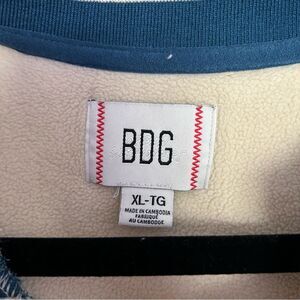 BDG
XL-TG
MADE IN CAMBODIA
FABRIQUÉ
AU CAMBODGE